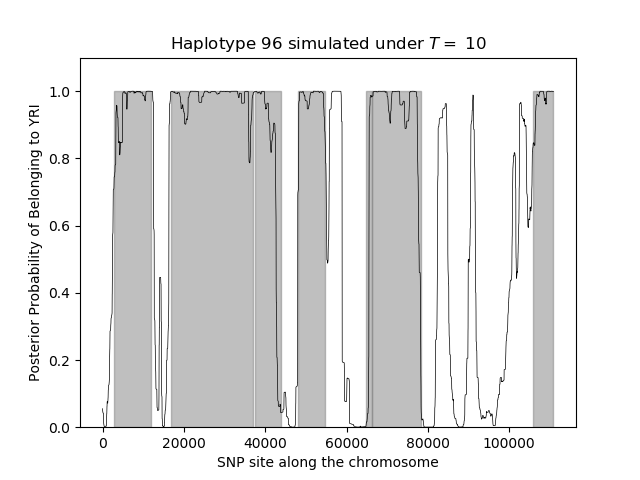 Haplotype 96 simulated under T = 10
Posterior Probability of Belonging to YRI
1.0
0.8
0.6
0.4
0.2
0.0
0 20000 40000 60000 80000 100000
SNP site along the chromosome